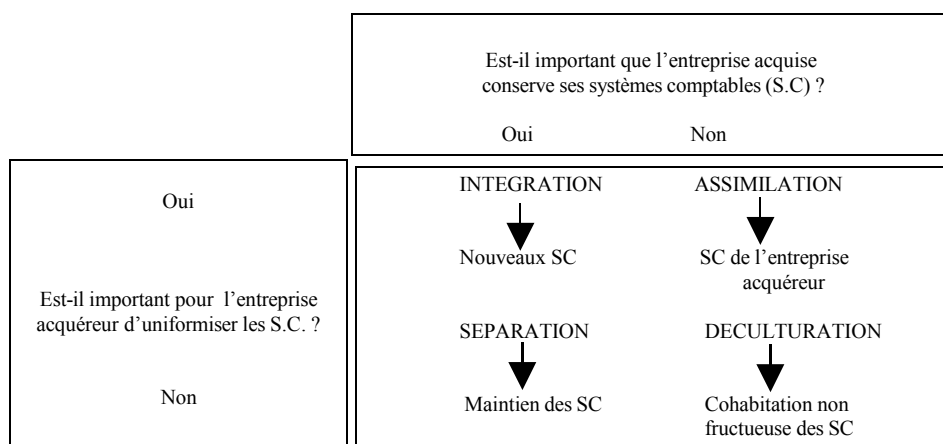 Est-il important que l'entreprise acquise
conserve ses systèmes comptables (S.C) ?
Oui Non
Oui
Est-il important pour l'entreprise
acquéreur d'uniformiser les S.C. ?
Non
INTEGRATION ASSIMILATION
Nouveaux SC SC de l'entreprise
acquéreur
SEPARATION DECULTURATION
Maintien des SC Cohabitation non
fructueuse des SC